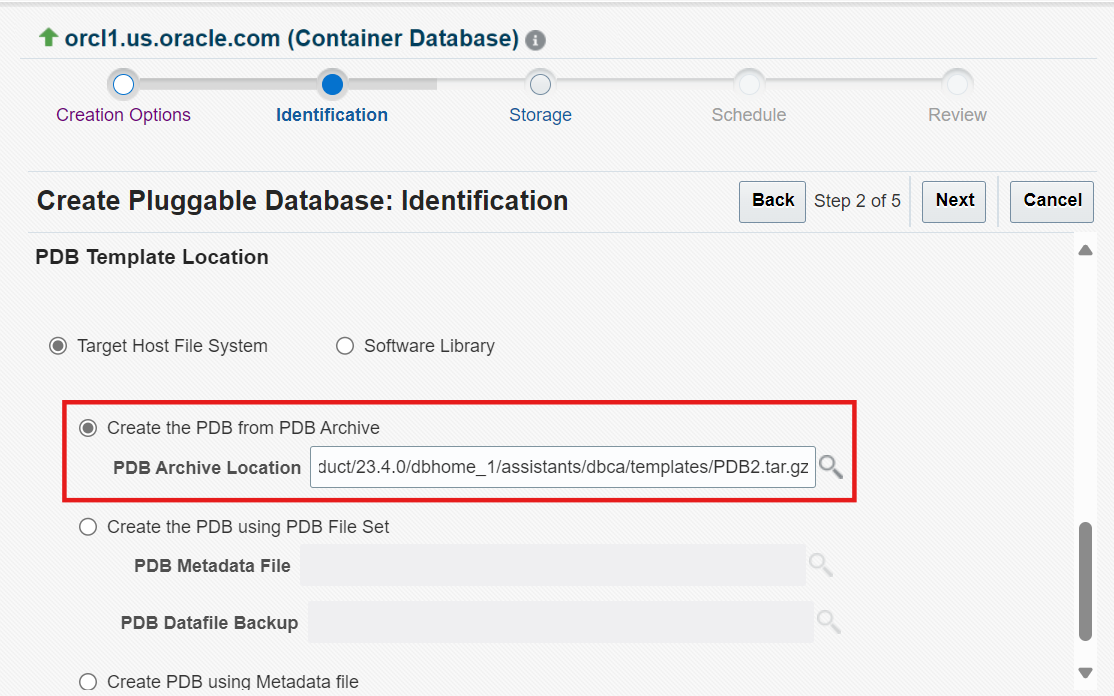 orcl1.us.oracle.com (Container Database)
Creation Options Identification Storage Schedule Review
Create Pluggable Database: Identification Back Step 2 of 5 Next Cancel
PDB Template Location
Target Host File System Software Library
Create the PDB from PDB Archive
PDB Archive Location duct/23.4.0/dbhome_1/assistants/dbca/templates/PDB2.tar.gz
Create the PDB using PDB File Set
PDB Metadata File
PDB Datafile Backup
Create PDB using Metadata file